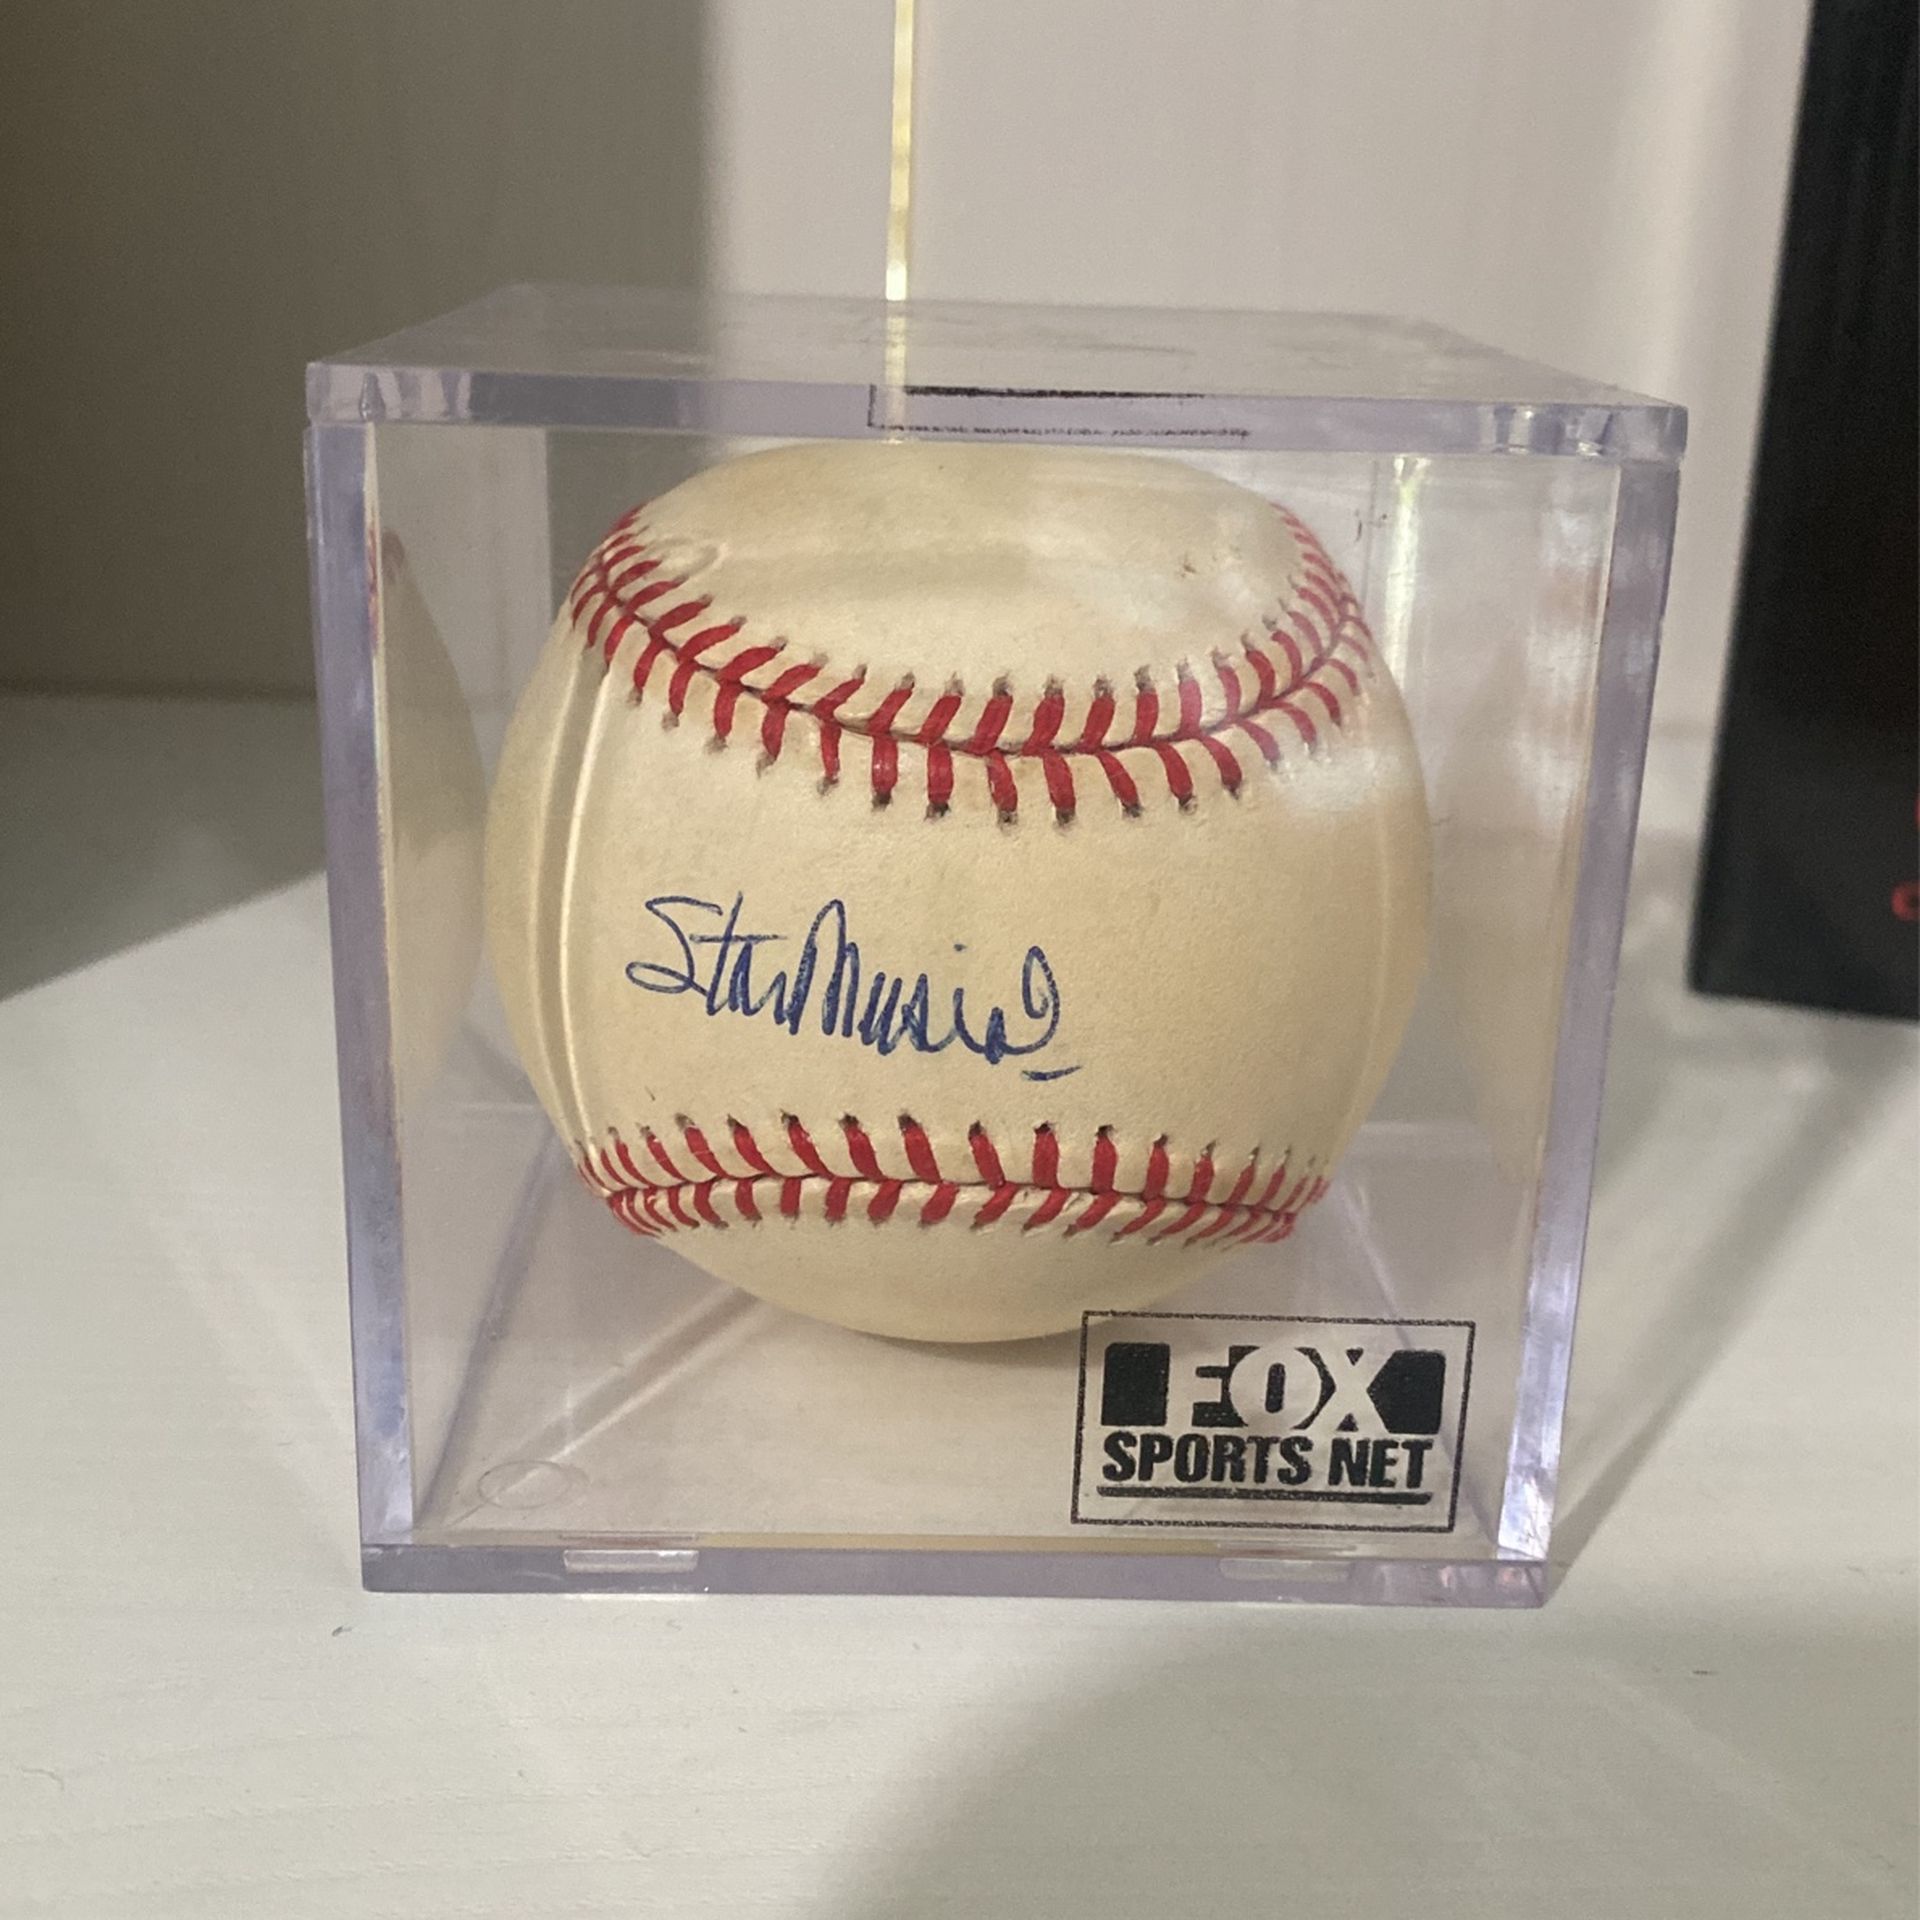 Stan Musial
FOX
SPORTS NET